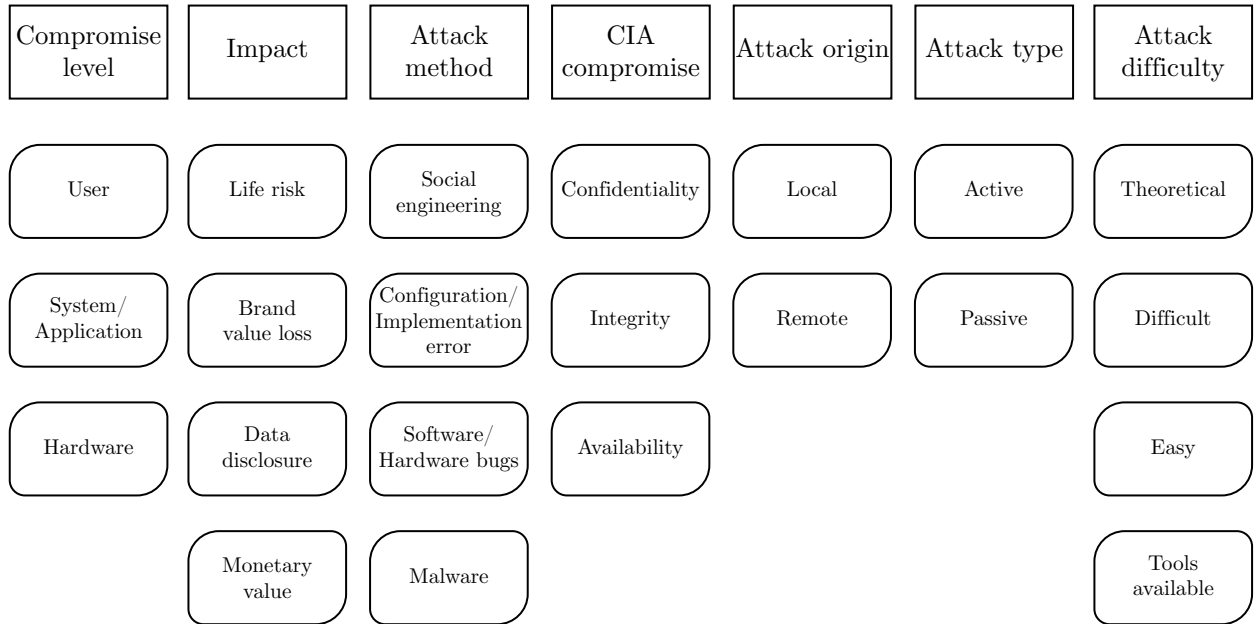 Compromise
level
Impact
Attack
method
CIA
compromise
Attack origin
Attack type
Attack
difficulty
User
Life risk
Social
engineering
Confidentiality
Local
Active
Theoretical
System/
Application
Brand
value loss
Configuration/
Implementation
error
Integrity
Remote
Passive
Difficult
Hardware
Data
disclosure
Software/
Hardware bugs
Availability
Easy
Monetary
value
Malware
Tools
available